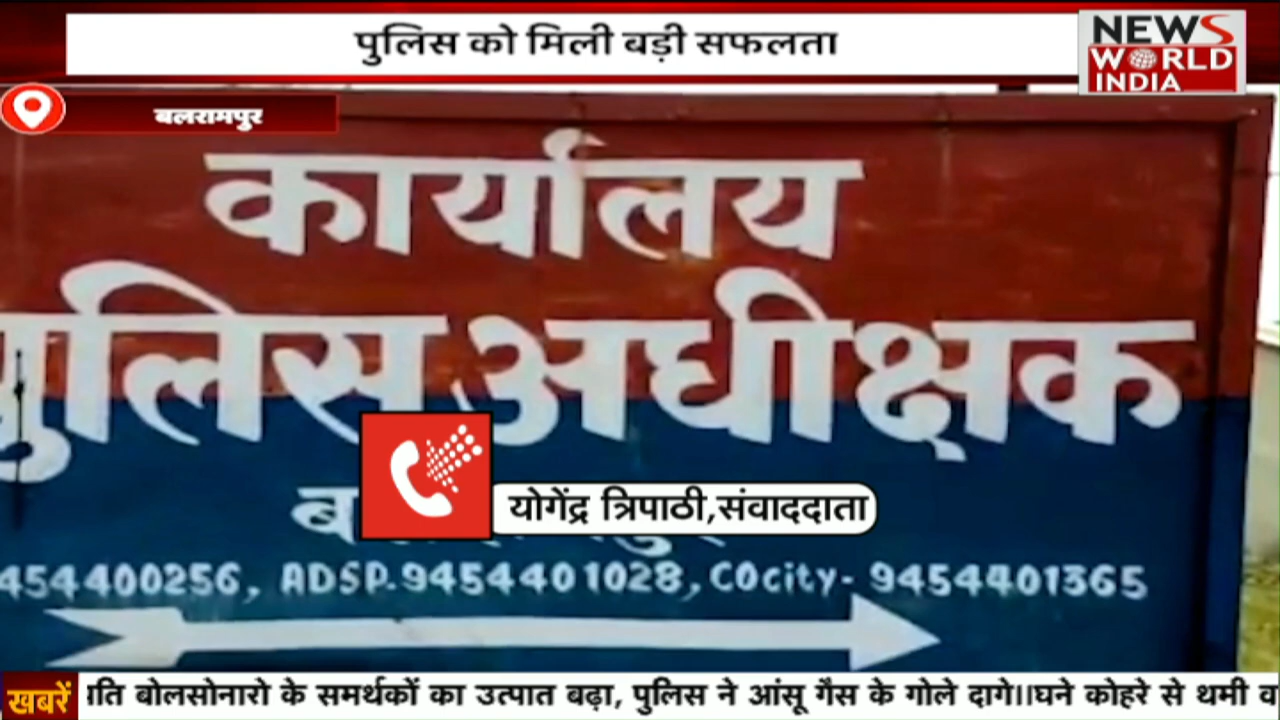 पुलिस को मिली बड़ी सफलता
NEWS
WORLD
INDIA
बलरामपुर
कार्यालय
पुलिस अधीक्षक
454400256, ADSP-9454401028, COcity- 9454401365
योगेंद्र त्रिपाठी,संवाददाता
खबरें
बोलसोनारो के समर्थकों का उत्पात बढ़ा, पुलिस ने आंसू गैस के गोले दागे।।घने कोहरे से थमी